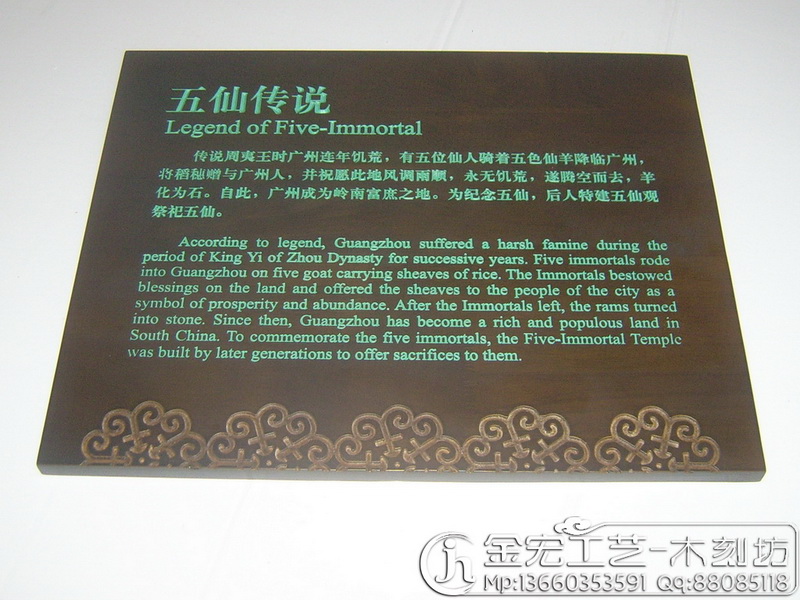 五仙传说
Legend of Five-Immortal
传说周夷王时广州连年饥荒，有五位仙人骑着五色仙羊降临广州，
将稻穗赠与广州人，并祝愿此地风调雨顺，永无饥荒，遂腾空而去，羊
化为石。自此，广州成为岭南富庶之地。为纪念五仙，后人特建五仙观
祭祀五仙。
According to legend, Guangzhou suffered a harsh famine during the
period of King Yi of Zhou Dynasty for successive years. Five immortals rode
into Guangzhou on five goat carrying sheaves of rice. The Immortals bestowed
blessings on the land and offered the sheaves to the people of the city as a
symbol of prosperity and abundance. After the Immortals left, the rams turned
into stone. Since then, Guangzhou has become a rich and populous land in
South China. To commemorate the five immortals, the Five-Immortal Temple
was built by later generations to offer sacrifices to them.
金宏工艺-木刻坊
Mp:13660353591 QQ:88085118